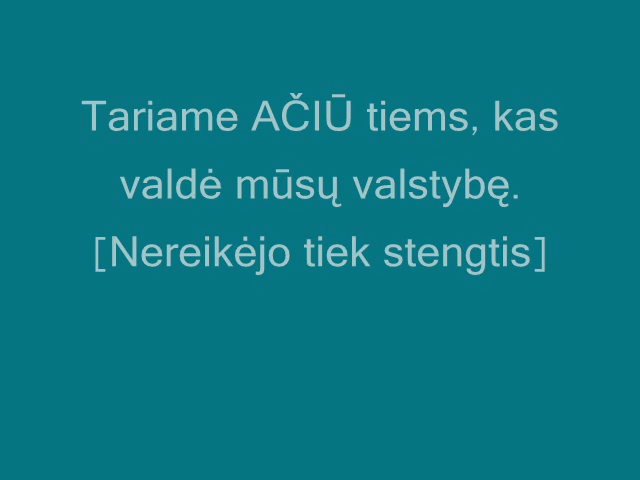 Tariame AČIŪ tiems, kas
valdė mūsų valstybę.
[Nereikėjo tiek stengtis]